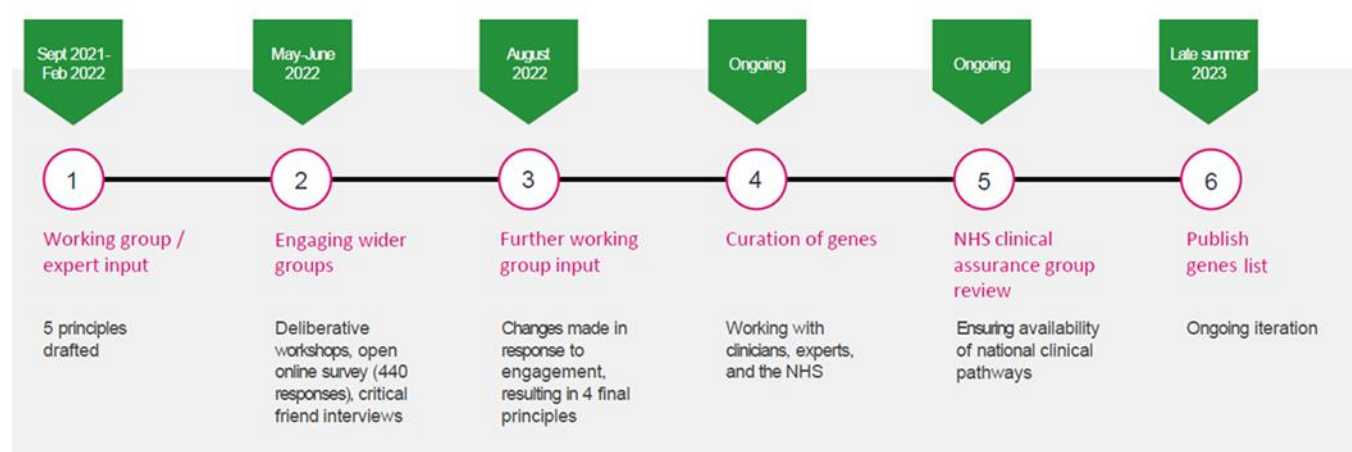 Sept 2021-
Feb 2022
May-June
2022
August
2022
Ongoing
Ongoing
Late summer
2023
1
2
3
4
5
6
Working group /
expert input
Engaging wider
groups
Further working
group input
Curation of genes
NHS clinical
assurance group
review
Publish
genes list
5 principles
drafted
Deliberative
workshops, open
online survey (440
responses), critical
friend interviews
Changes made in
response to
engagement,
resulting in 4 final
principles
Working with
clinicians, experts,
and the NHS
Ensuring availability
of national clinical
pathways
Ongoing iteration